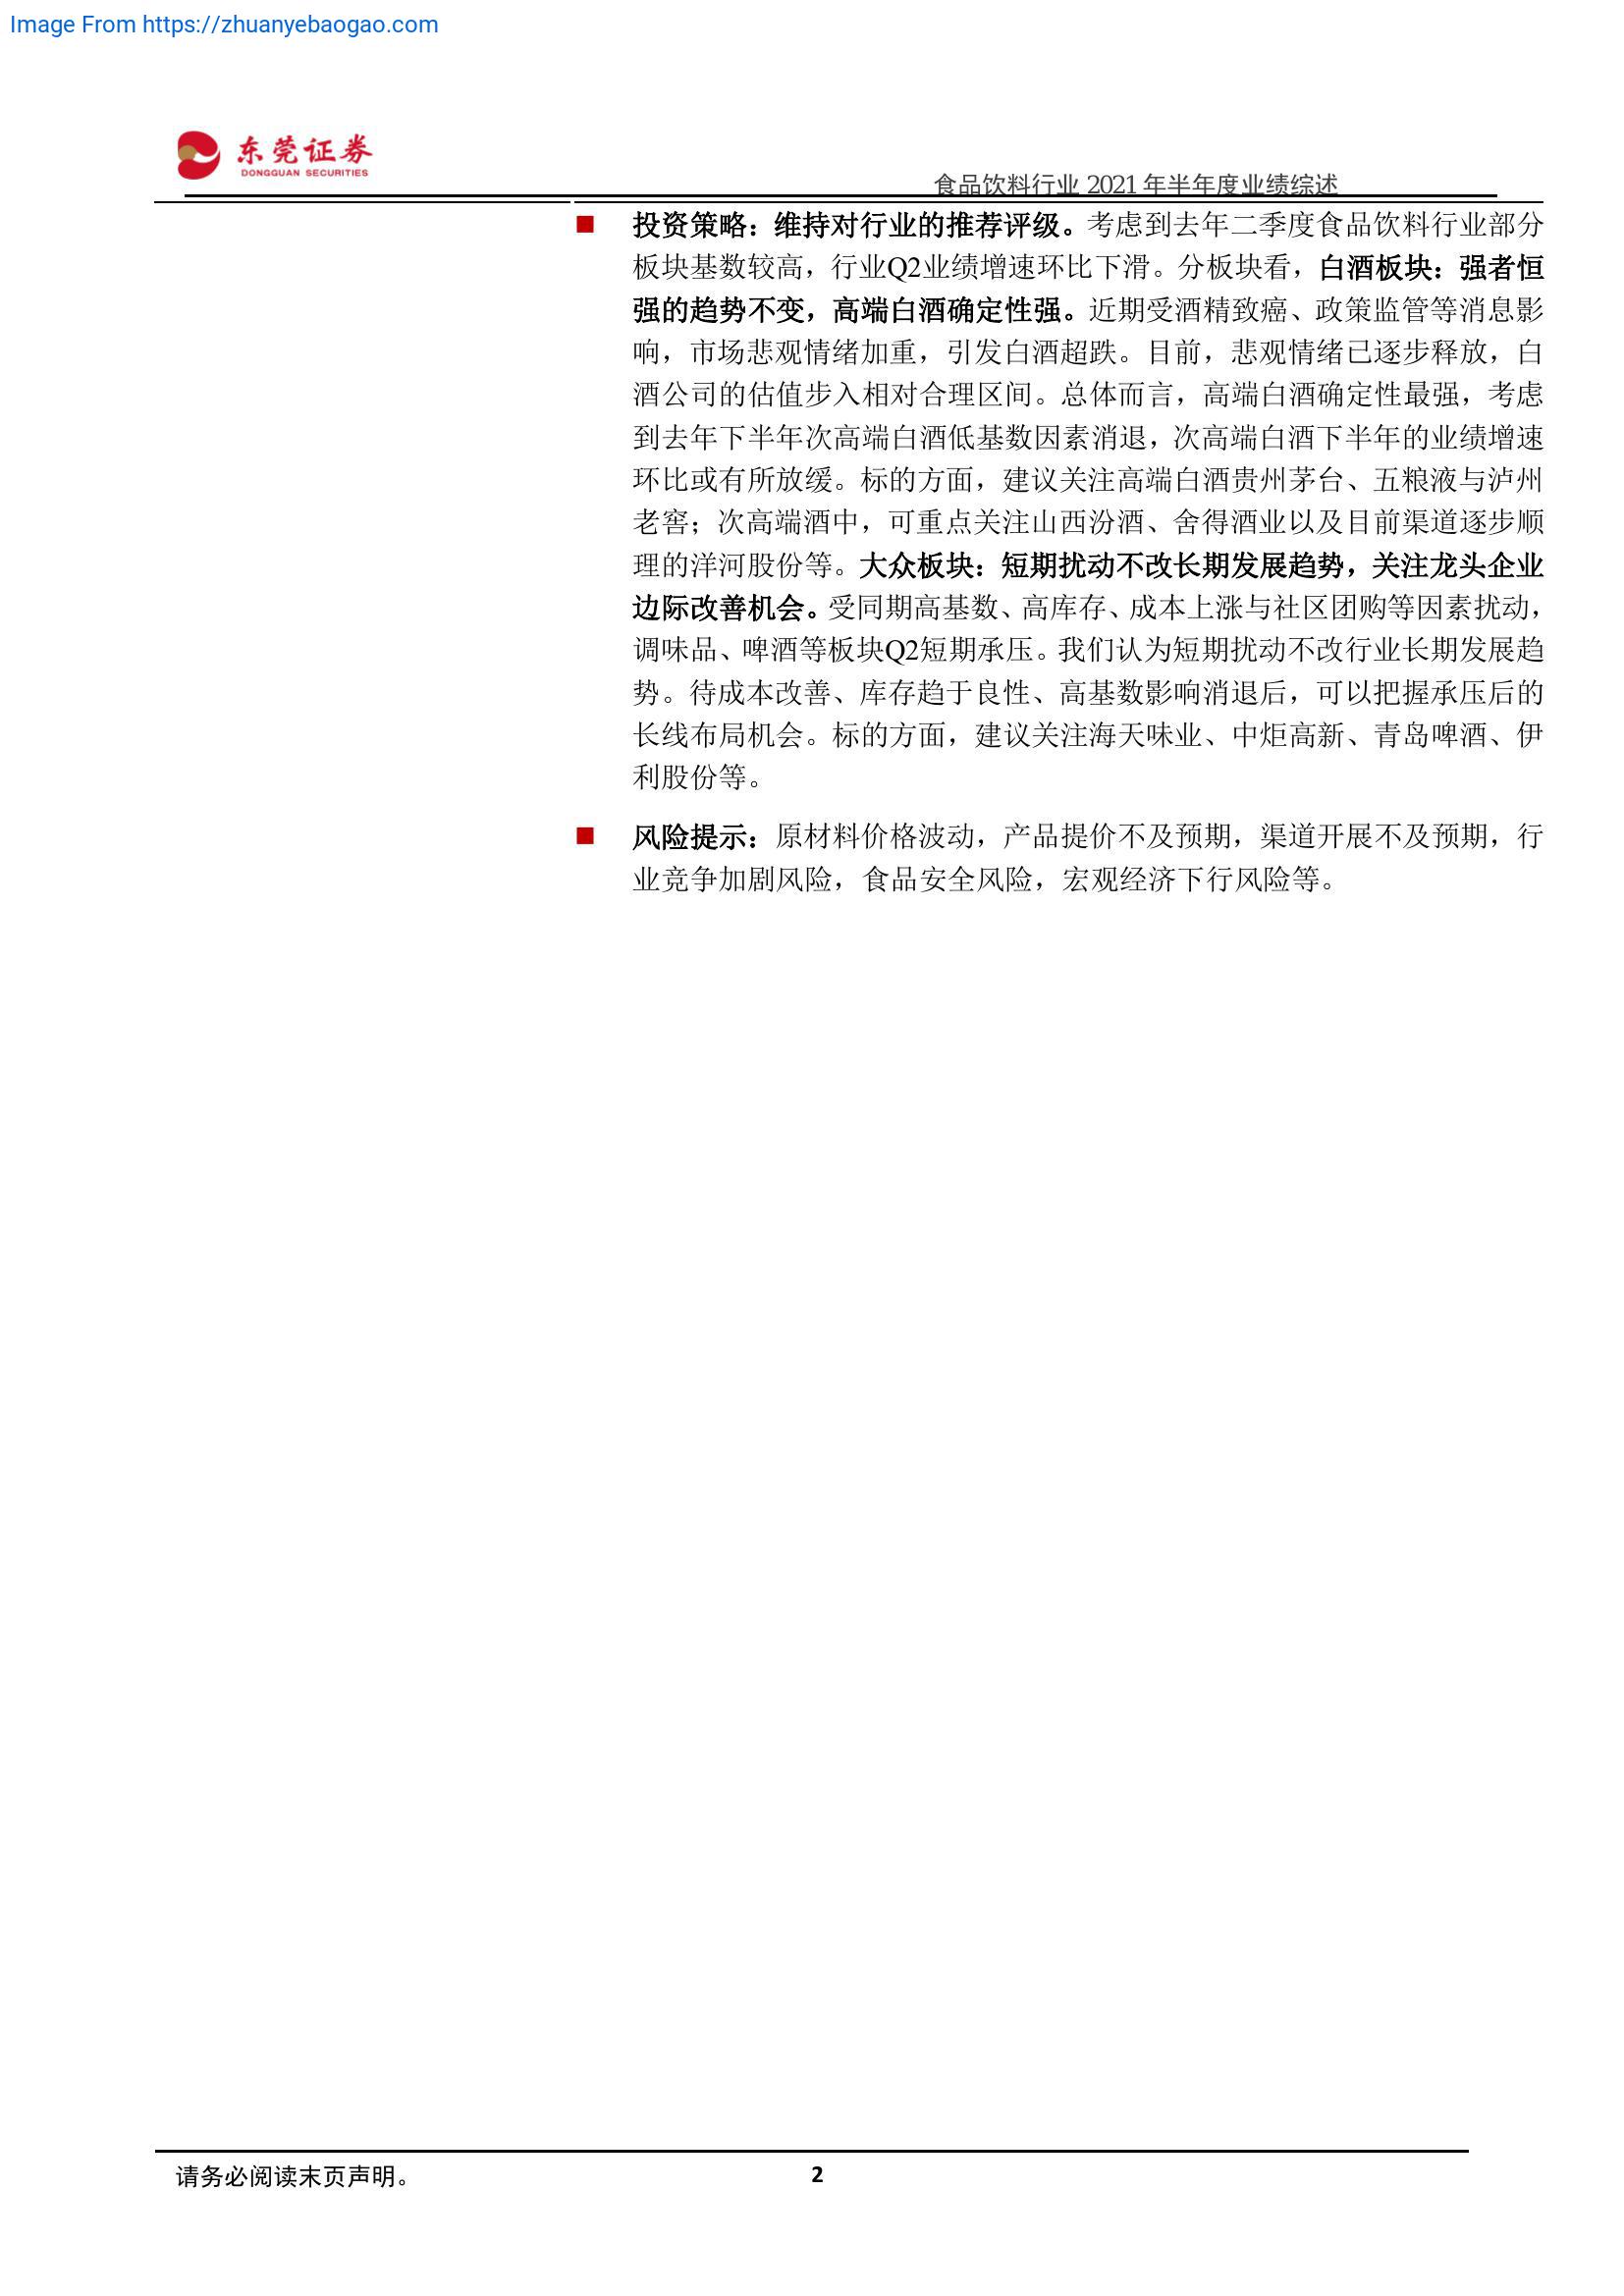 Image From https://zhuanyebaogao.com
东莞证券
DONGGUAN SECURITIES
食品饮料行业 2021 年半年度业绩综述
■ 投资策略：维持对行业的推荐评级。考虑到去年二季度食品饮料行业部分
板块基数较高，行业Q2业绩增速环比下滑。分板块看，白酒板块：强者恒
强的趋势不变，高端白酒确定性强。近期受酒精致癌、政策监管等消息影
响，市场悲观情绪加重，引发白酒超跌。目前，悲观情绪已逐步释放，白
酒公司的估值步入相对合理区间。总体而言，高端白酒确定性最强，考虑
到去年下半年次高端白酒低基数因素消退，次高端白酒下半年的业绩增速
环比或有所放缓。标的方面，建议关注高端白酒贵州茅台、五粮液与泸州
老窖；次高端酒中，可重点关注山西汾酒、舍得酒业以及目前渠道逐步顺
理的洋河股份等。大众板块：短期扰动不改长期发展趋势，关注龙头企业
边际改善机会。受同期高基数、高库存、成本上涨与社区团购等因素扰动，
调味品、啤酒等板块Q2短期承压。我们认为短期扰动不改行业长期发展趋
势。待成本改善、库存趋于良性、高基数影响消退后，可以把握承压后的
长线布局机会。标的方面，建议关注海天味业、中炬高新、青岛啤酒、伊
利股份等。
■ 风险提示：原材料价格波动，产品提价不及预期，渠道开展不及预期，行
业竞争加剧风险，食品安全风险，宏观经济下行风险等。
请务必阅读末页声明。
2